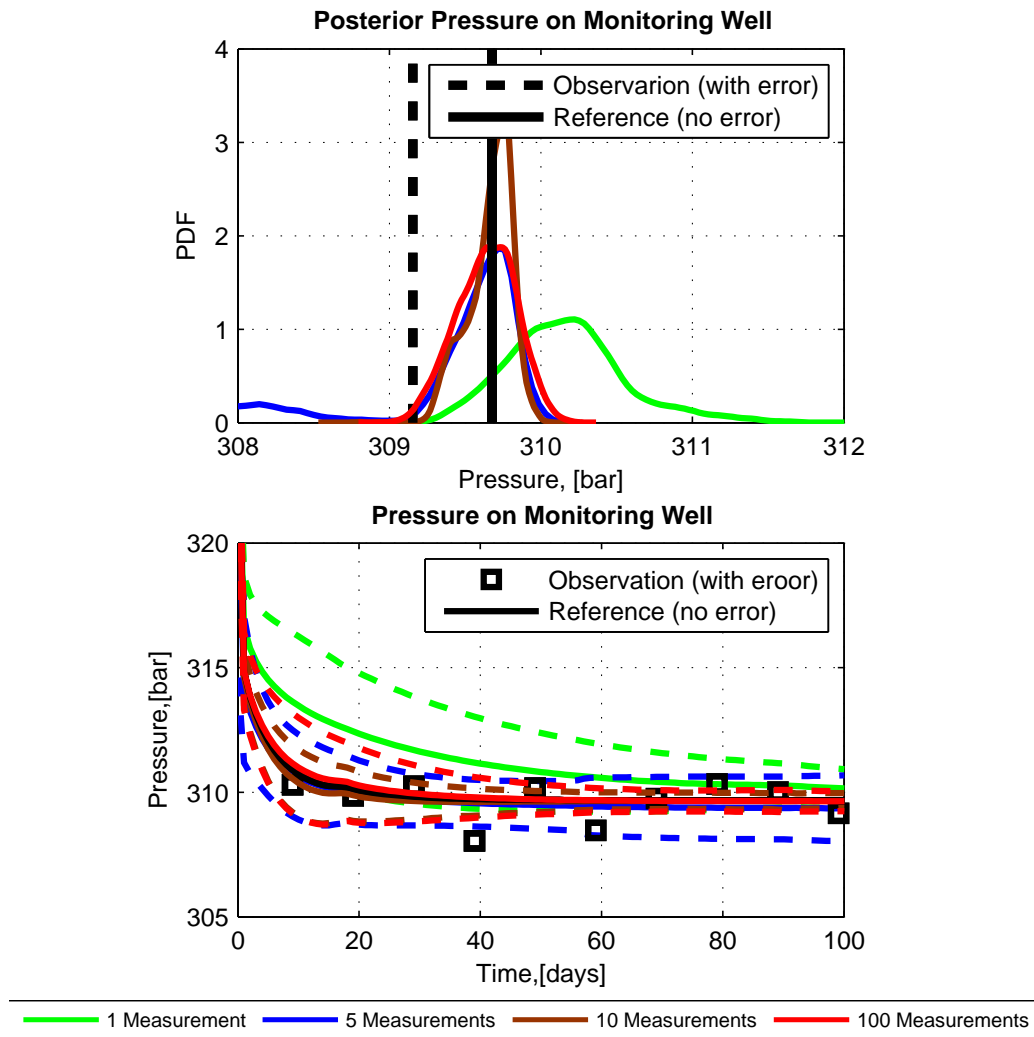 Posterior Pressure on Monitoring Well
4
3
2
1
0
PDF
Observarion (with error)
Reference (no error)
308 309 310 311 312
Pressure, [bar]
Pressure on Monitoring Well
320
315
310
305
Pressure,[bar]
Observation (with eroor)
Reference (no error)
0 20 40 60 80 100
Time,[days]
1 Measurement 5 Measurements 10 Measurements 100 Measurements